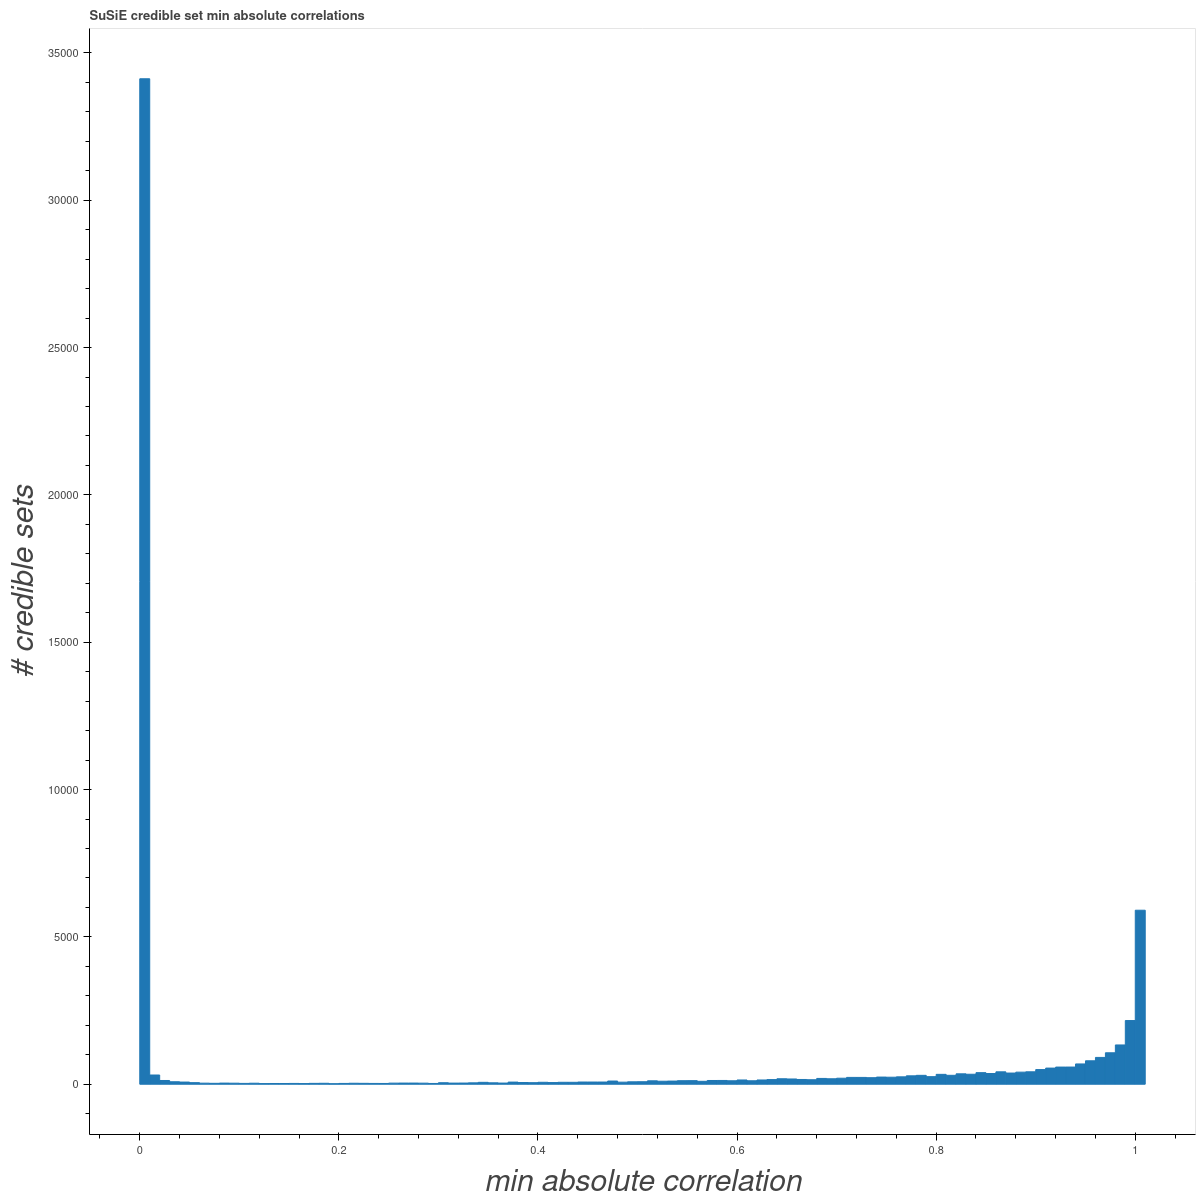 SuSiE credible set min absolute correlations
35000
30000
25000
20000
15000
10000
5000
0
# credible sets
0 0.2 0.4 0.6 0.8 1
min absolute correlation